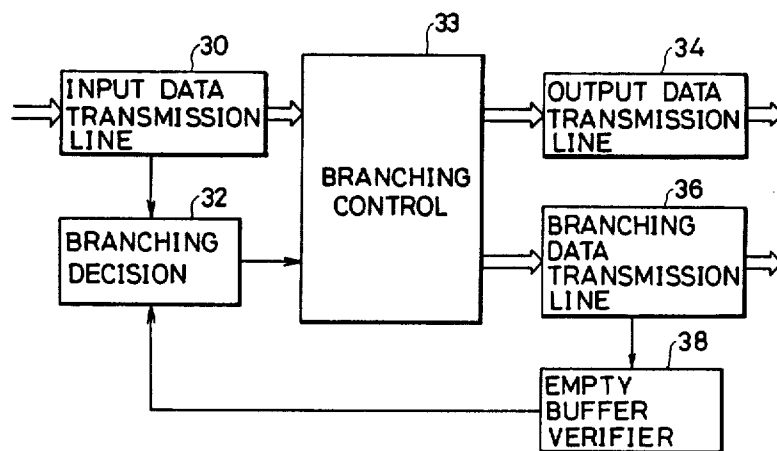 30
INPUT DATA
TRANSMISSION
LINE
33
BRANCHING
CONTROL
34
OUTPUT DATA
TRANSMISSION
LINE
32
BRANCHING
DECISION
36
BRANCHING
DATA
TRANSMISSION
LINE
38
EMPTY
BUFFER
VERIFIER